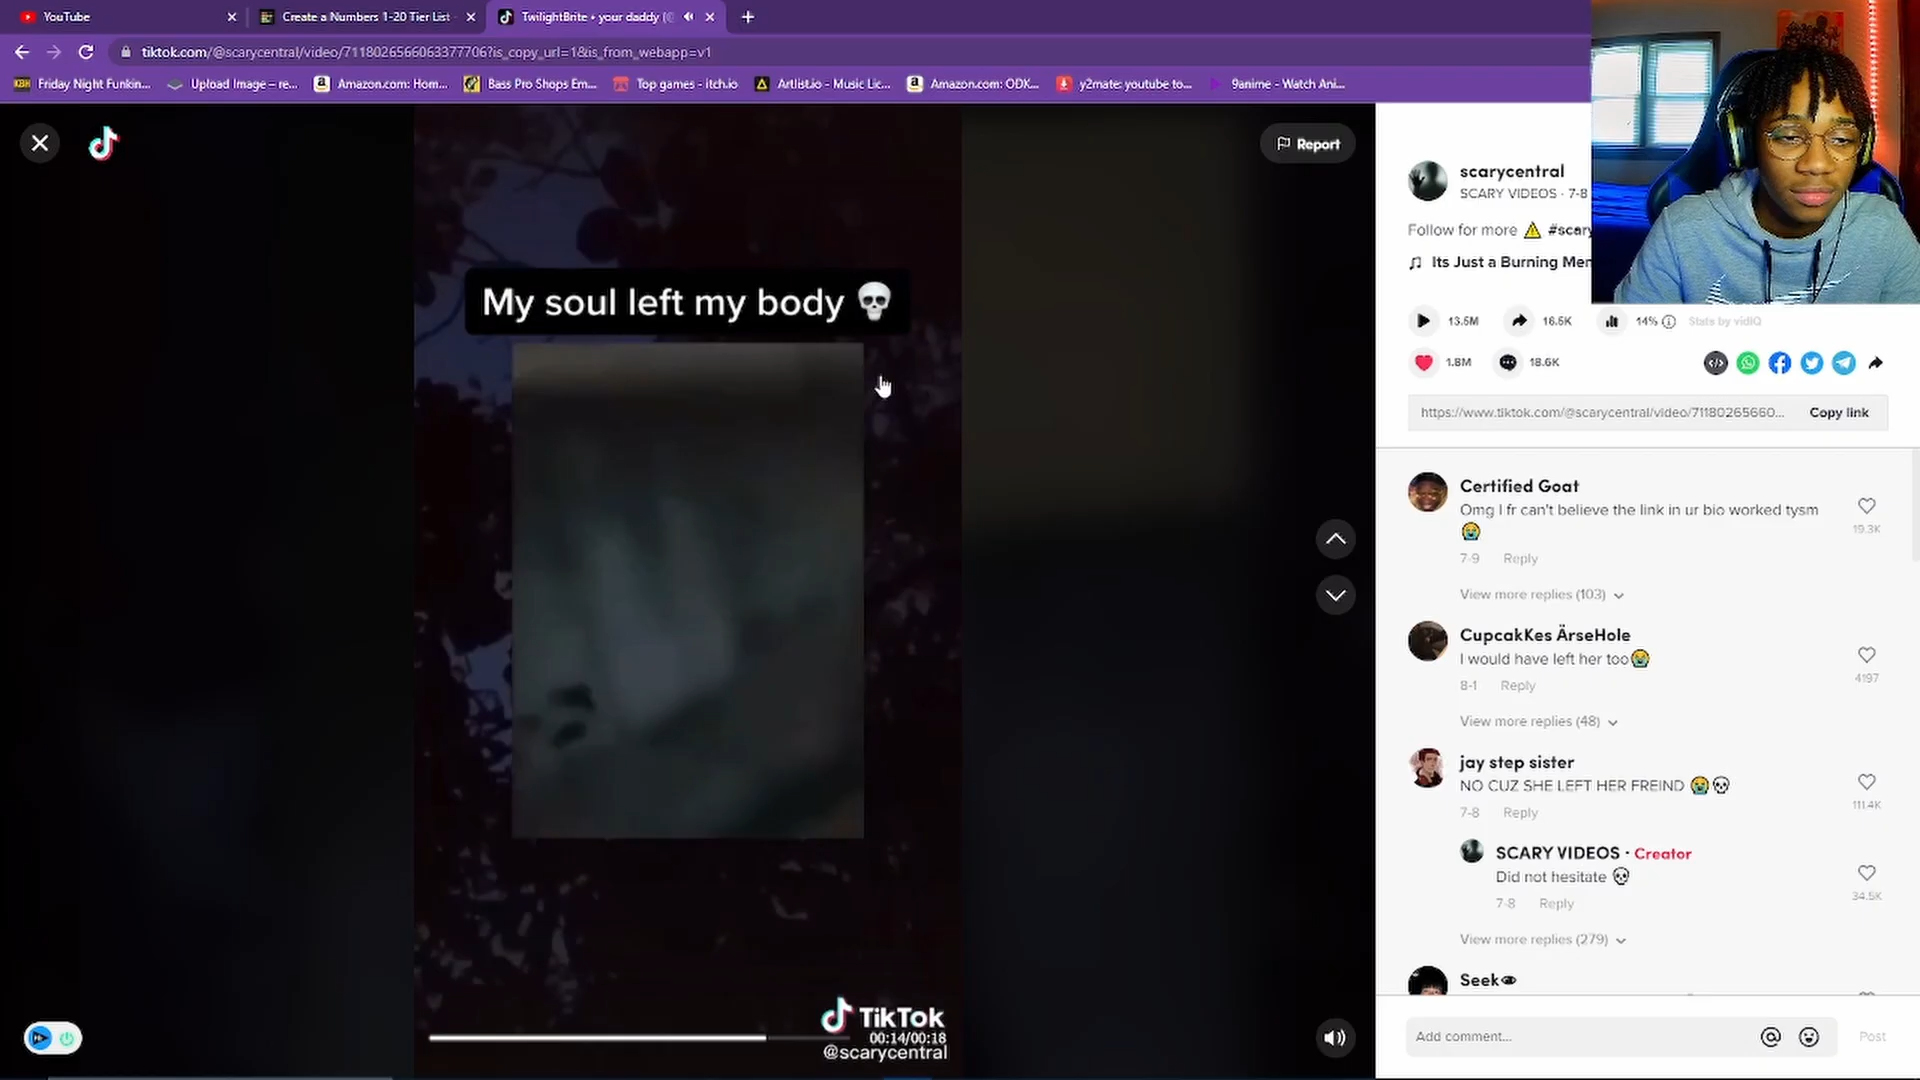 YouTube
Create a Numbers 1-20 Tier List
TwilightBrite • your daddy
tiktok.com/@scarycentral/video/7118026566063377706?is_copy_url=1&is_from_webapp=v1
Friday Night Funkin...
Upload Image – re...
Amazon.com: Hom...
Bass Pro Shops Em...
Top games - itch.io
Artlist.io - Music Lic...
Amazon.com: ODK...
y2mate: youtube to...
9anime - Watch Ani...
Report
My soul left my body 💀
TikTok
00:14/00:18
@scarycentral
scarycentral
SCARY VIDEOS · 7-8
Follow for more ⚠️ #scary
Its Just a Burning Mem
13.5M
16.5K
14%
Stats by vidIQ
1.8M
18.6K
https://www.tiktok.com/@scarycentral/video/71180265660...
Copy link
Certified Goat
Omg I fr can't believe the link in ur bio worked tysm
😭
19.3K
7-9 Reply
View more replies (103)
CupcakKes ÄrseHole
I would have left her too😭
4197
8-1 Reply
View more replies (48)
jay step sister
NO CUZ SHE LEFT HER FREIND 😭💀
111.4K
7-8 Reply
SCARY VIDEOS · Creator
Did not hesitate 💀
34.5K
7-8 Reply
View more replies (279)
Seek👁
Add comment...
Post